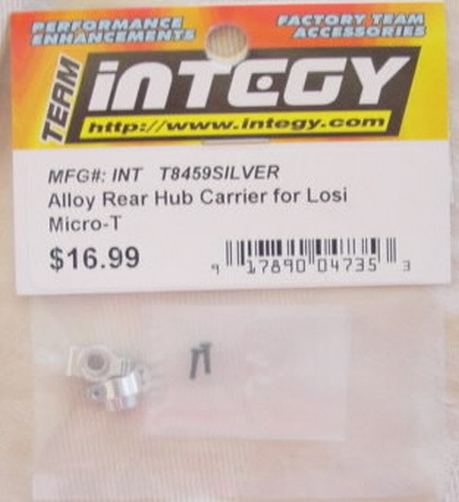 PERFORMANCE
ENHANCEMENTS
FACTORY TEAM
ACCESSORIES
TEAM
iNTEGY
http://www.integy.com
MFG#: INT T8459SILVER
Alloy Rear Hub Carrier for Losi
Micro-T
$16.99
9 17890 04735 3